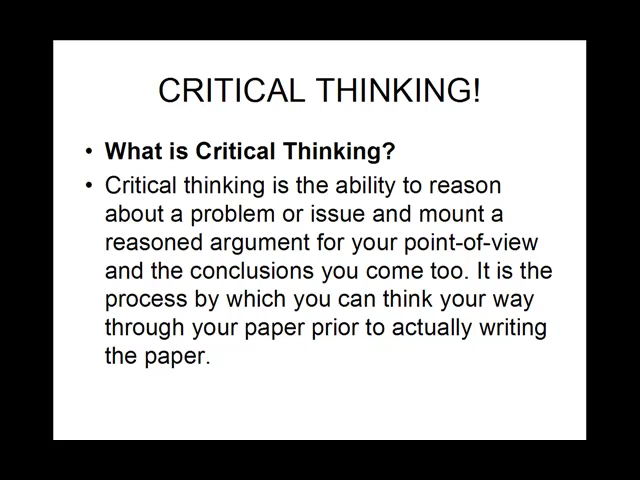 CRITICAL THINKING!
• What is Critical Thinking?
• Critical thinking is the ability to reason
about a problem or issue and mount a
reasoned argument for your point-of-view
and the conclusions you come too. It is the
process by which you can think your way
through your paper prior to actually writing
the paper.